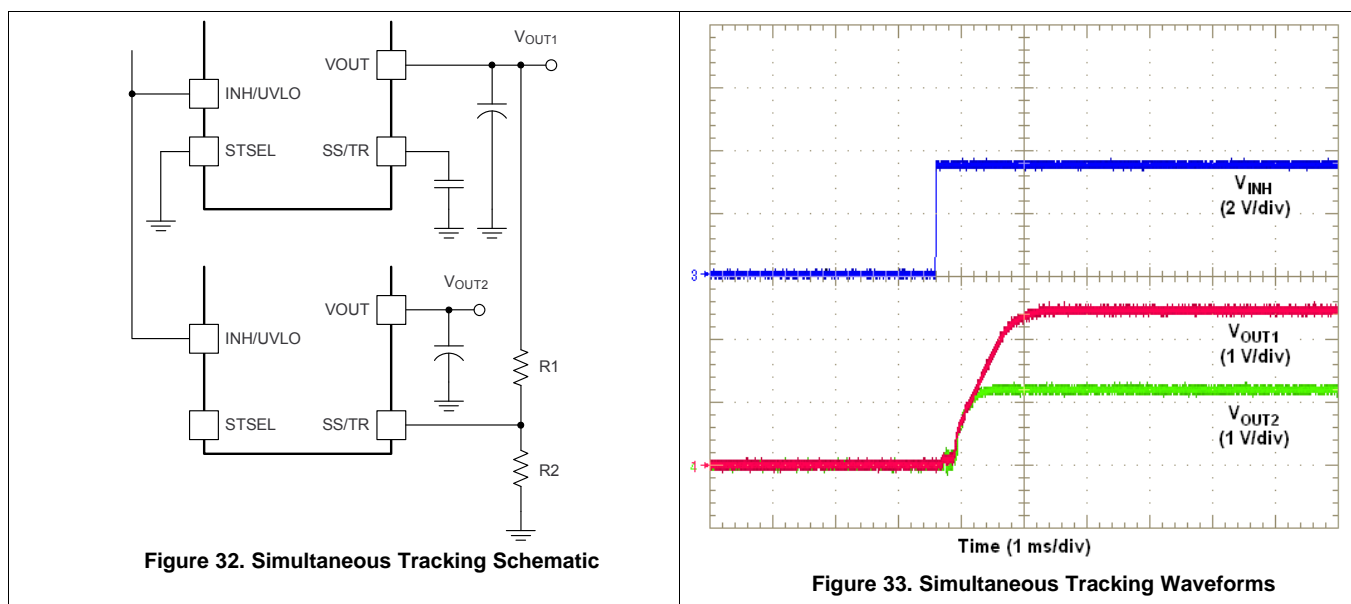 VOUT1
VOUT
INH/UVLO
STSEL
SS/TR
VOUT2
VOUT
INH/UVLO
R1
STSEL
SS/TR
R2
Figure 32. Simultaneous Tracking Schematic
VINH
(2 V/div)
3
VOUT1
(1 V/div)
VOUT2
(1 V/div)
Time (1 ms/div)
Figure 33. Simultaneous Tracking Waveforms